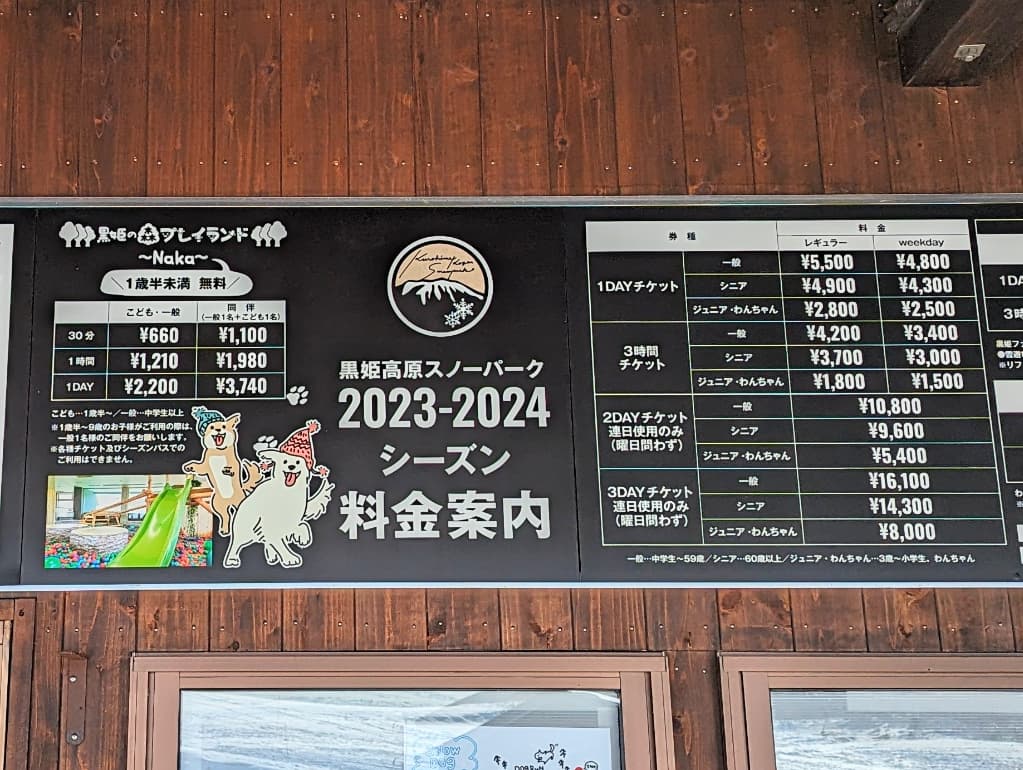 黒姫の森プレイランド
～Naka～
1歳半未満 無料
こども・一般 同伴
(一般1名+こども1名)
30分 ¥660 ¥1,100
1時間 ¥1,210 ¥1,980
1DAY ¥2,200 ¥3,740
こども…1歳半～／一般…中学生以上
※1歳半～9歳のお子様がご利用の際は、
一般1名様のご同伴をお願いします。
※各種チケット及びシーズンパスでの
ご利用はできません。
Kurohime Kogen
Snowpark
黒姫高原スノーパーク
2023-2024
シーズン
料金案内
券種 料金
レギュラー weekday
1DAYチケット
一般 ¥5,500 ¥4,800
シニア ¥4,900 ¥4,300
ジュニア・わんちゃん ¥2,800 ¥2,500
3時間
チケット
一般 ¥4,200 ¥3,400
シニア ¥3,700 ¥3,000
ジュニア・わんちゃん ¥1,800 ¥1,500
2DAYチケット
連日使用のみ
(曜日問わず)
一般 ¥10,800
シニア ¥9,600
ジュニア・わんちゃん ¥5,400
3DAYチケット
連日使用のみ
(曜日問わず)
一般 ¥16,100
シニア ¥14,300
ジュニア・わんちゃん ¥8,000
一般…中学生～59歳／シニア…60歳以上／ジュニア・わんちゃん…3歳～小学生、わんちゃん
1DA
3時
黒姫フ
●雪遊
※リフ